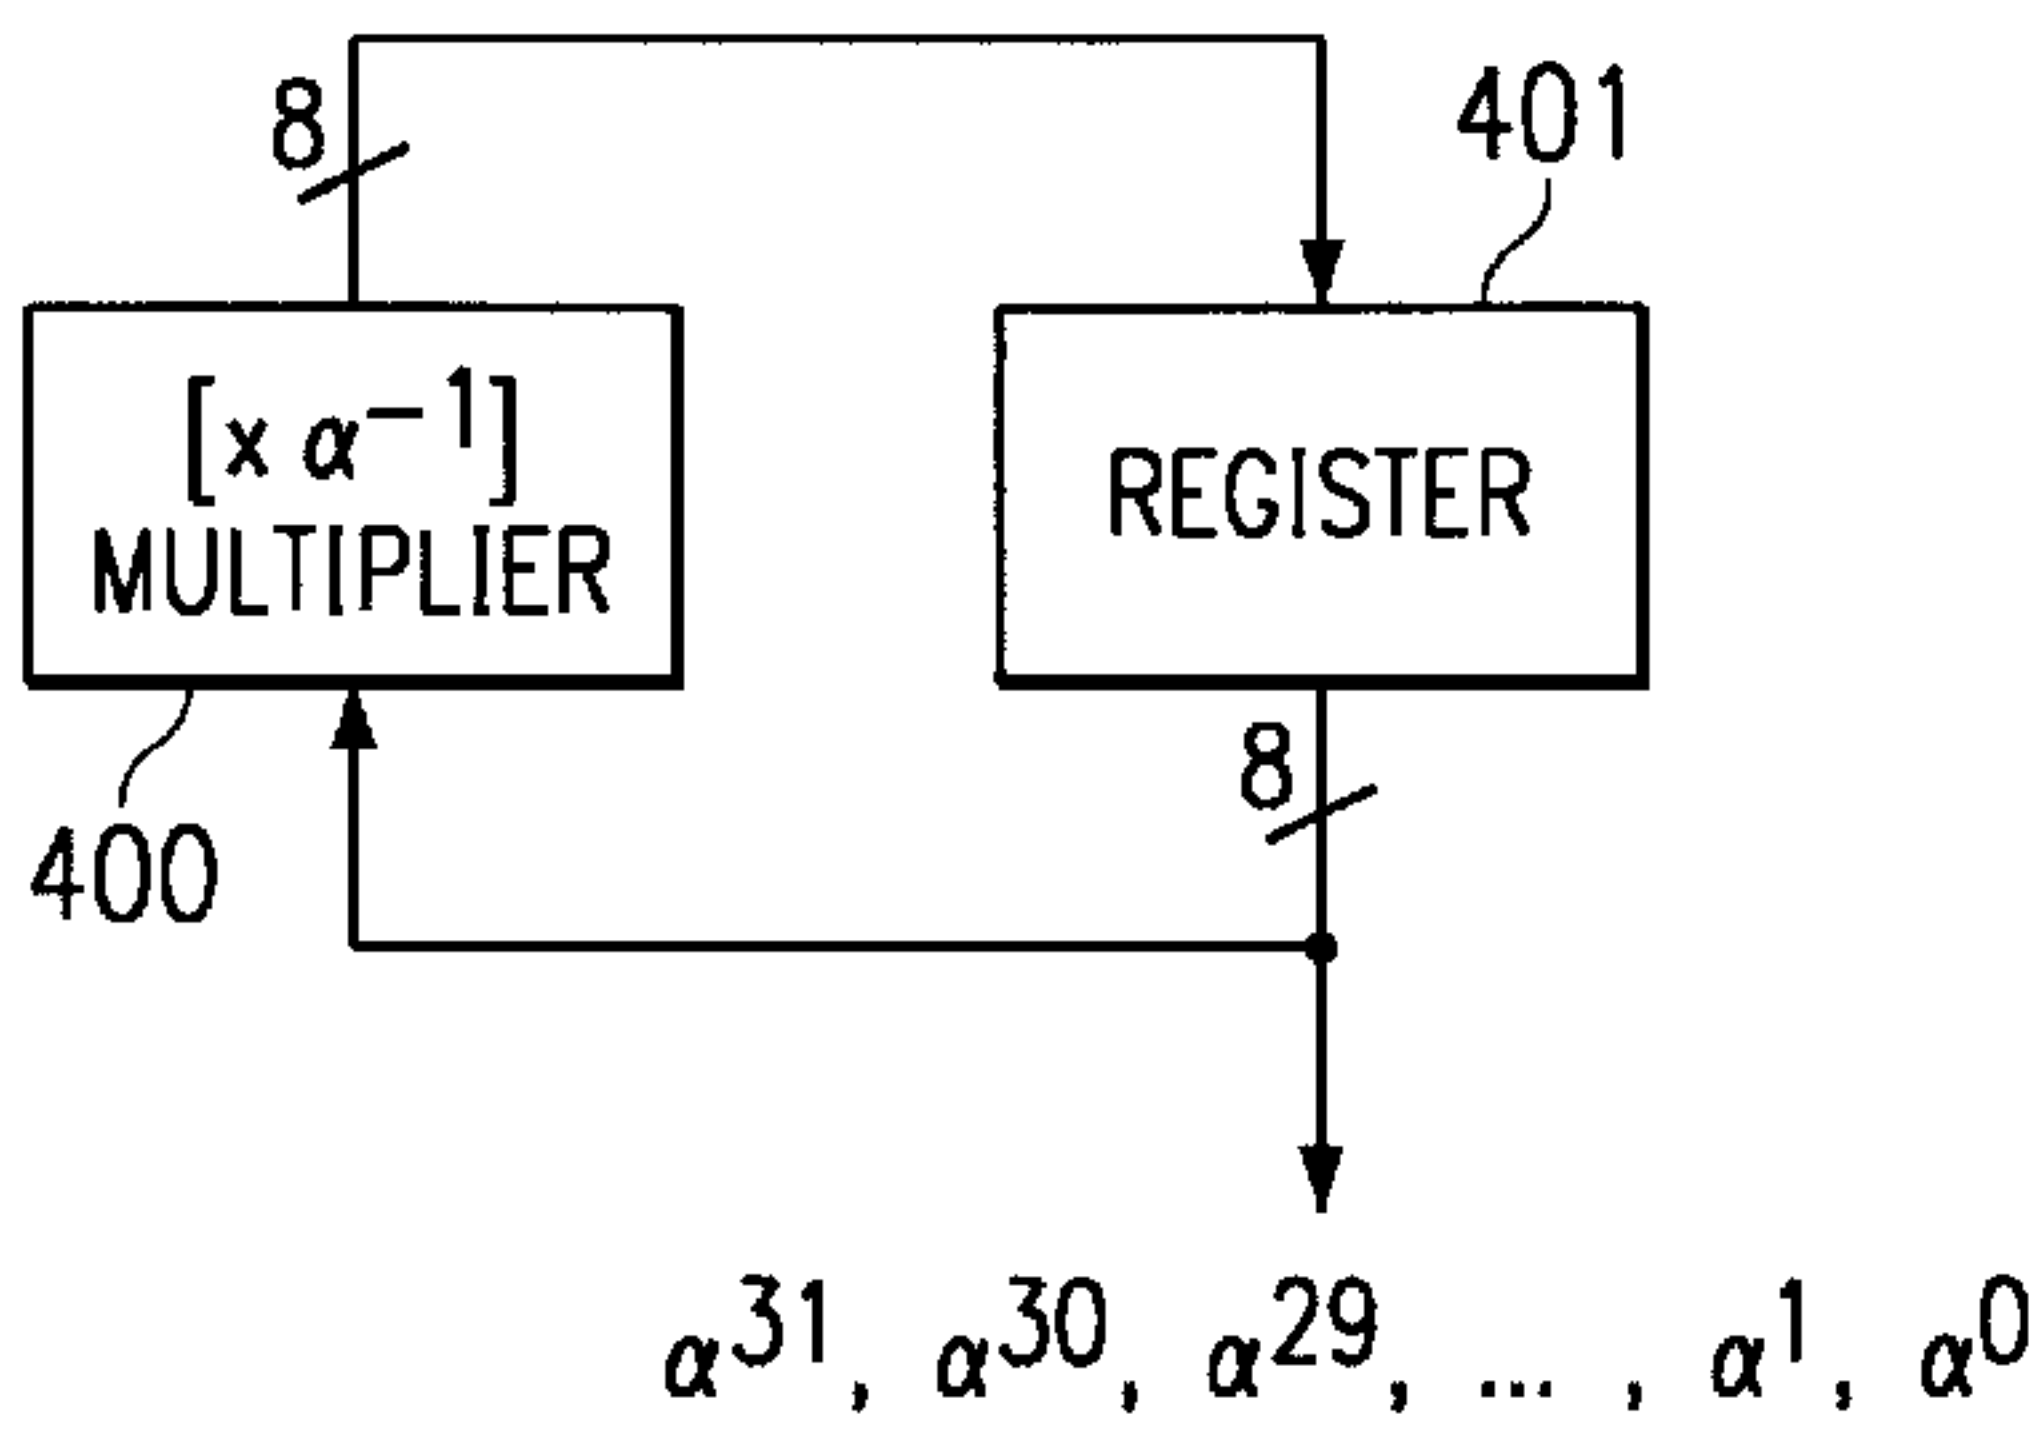 8
401
[x α⁻¹]
MULTIPLIER
REGISTER
8
400
α³¹, α³⁰, α²⁹, ... , α¹, α⁰